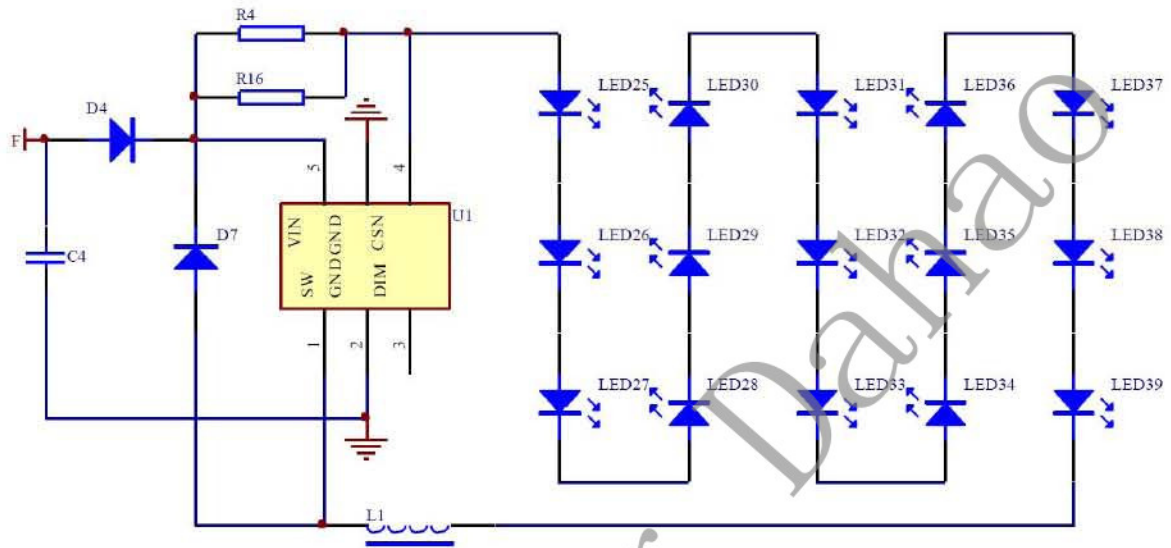 R4
R16
D4
F
C4
D7
U1
5
4
VIN
GND
CSN
SW
GND
DIM
1
2
3
L1
LED25
LED30
LED31
LED36
LED37
LED26
LED29
LED32
LED35
LED38
LED27
LED28
LED33
LED34
LED39
Dahao